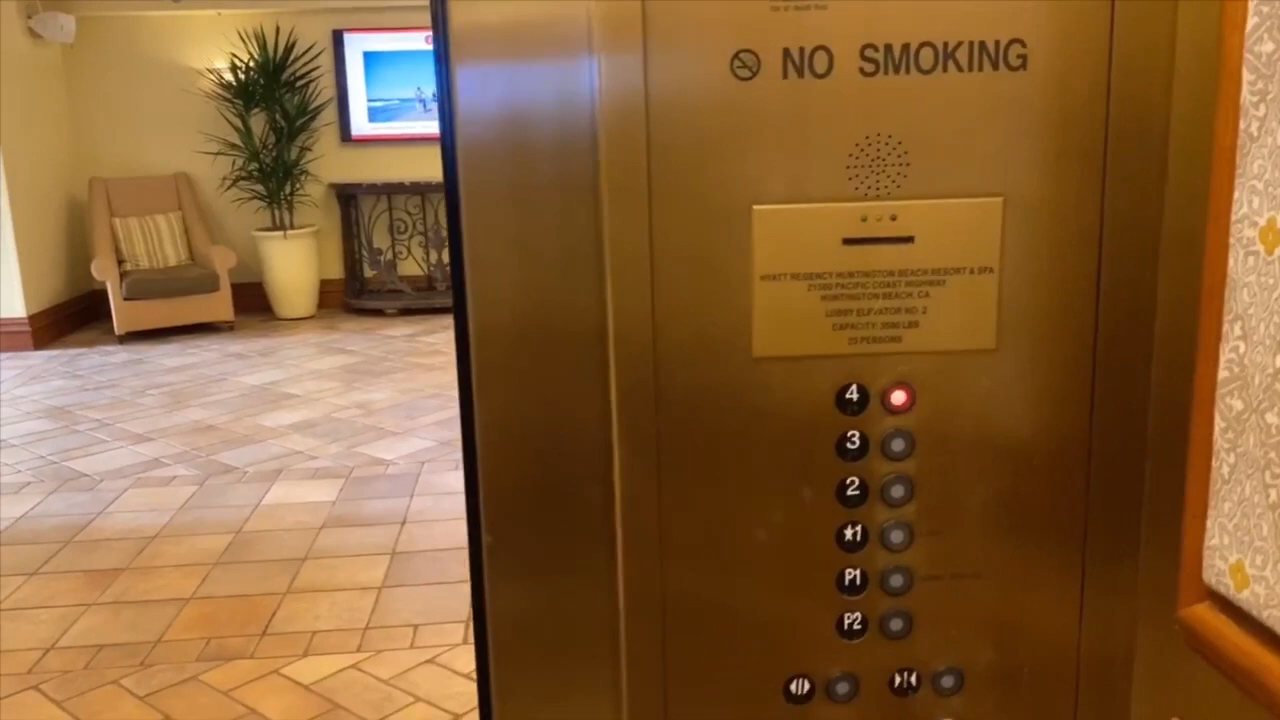 NO SMOKING
HYATT REGENCY HUNTINGTON BEACH RESORT & SPA
21500 PACIFIC COAST HIGHWAY
HUNTINGTON BEACH, CA
LOBBY ELEVATOR NO. 2
CAPACITY: 3500 LBS
23 PERSONS
4
3
2
★1
P1
P2